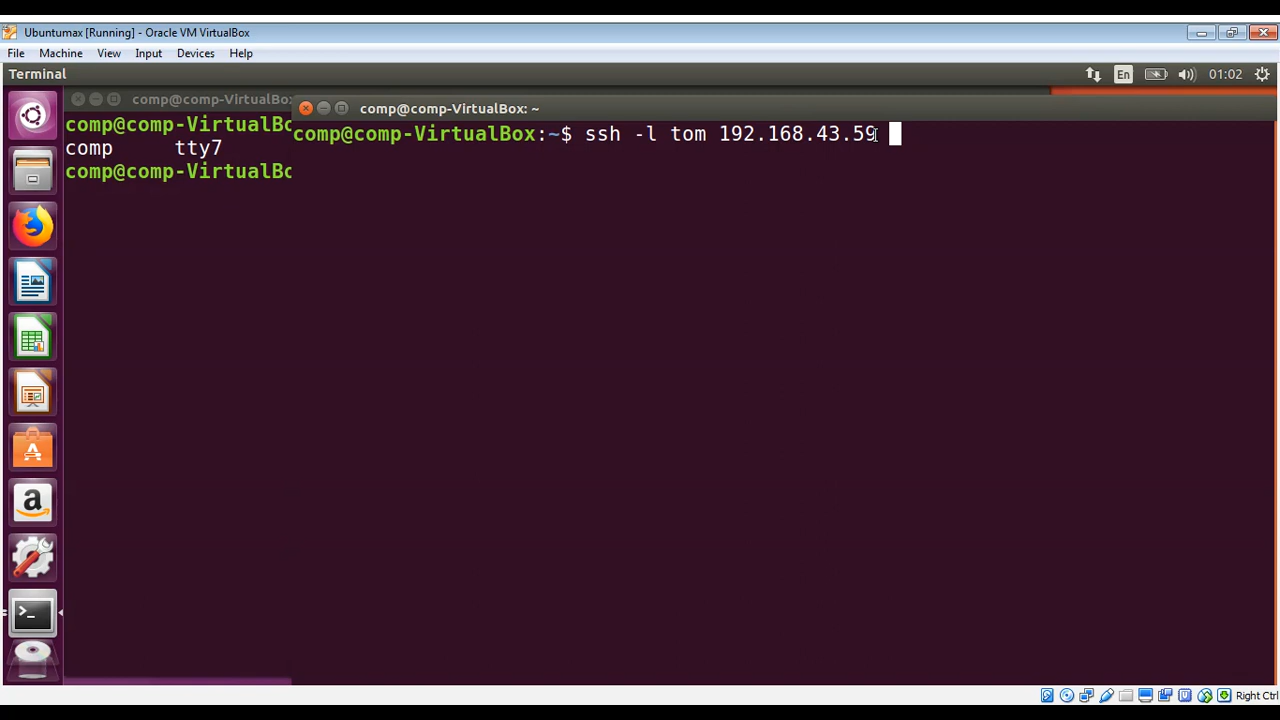 Ubuntumax [Running] - Oracle VM VirtualBox
File Machine View Input Devices Help
Terminal En 01:02
comp@comp-VirtualBo
comp@comp-VirtualBox: ~
comp@comp-VirtualBo
comp tty7
comp@comp-VirtualBo
comp@comp-VirtualBox:~$ ssh -l tom 192.168.43.59
Right Ctrl